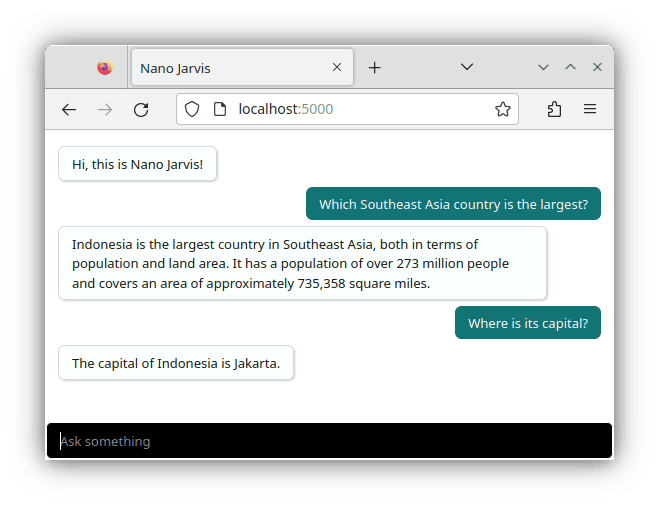 Nano Jarvis
localhost:5000
Hi, this is Nano Jarvis!
Which Southeast Asia country is the largest?
Indonesia is the largest country in Southeast Asia, both in terms of
population and land area. It has a population of over 273 million people
and covers an area of approximately 735,358 square miles.
Where is its capital?
The capital of Indonesia is Jakarta.
Ask something